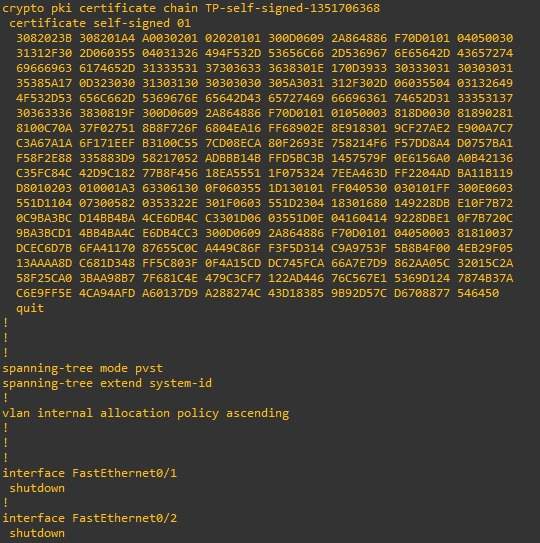 crypto pki certificate chain TP-self-signed-1351706368
certificate self-signed 01
3082023B 308201A4 A0030201 02020101 300D0609 2A864886 F70D0101 04050030
31312F30 2D060355 04031326 494F532D 53656C66 2D536967 6E65642D 43657274
69666963 6174652D 31333531 37303633 3638301E 170D3933 30333031 30303031
35385A17 0D323030 31303130 30303030 305A3031 312F302D 06035504 03132649
4F532D53 656C662D 5369676E 65642D43 65727469 66696361 74652D31 33353137
30363336 3830819F 300D0609 2A864886 F70D0101 01050003 818D0030 81890281
8100C70A 37F02751 8B8F726F 6804EA16 FF68902E 8E918301 9CF27AE2 E900A7C7
C3A67A1A 6F171EEF B3100C55 7CD08ECA 80F2693E 758214F6 F57DD8A4 D0757BA1
F58F2E88 335883D9 58217052 ADBBB14B FFD5BC3B 1457579F 0E6156A0 A0B42136
C35FC84C 42D9C182 77B8F456 18EA5551 1F075324 7EEA463D FF2204AD BA11B119
D8010203 010001A3 63306130 0F060355 1D130101 FF040530 030101FF 300E0603
551D1104 07300582 0353322E 301F0603 551D2304 18301680 149228DB E10F7B72
0C9BA3BC D14BB4BA 4CE6DB4C C3301D06 03551D0E 04160414 9228DBE1 0F7B720C
9BA3BCD1 4BB4BA4C E6DB4CC3 300D0609 2A864886 F70D0101 04050003 81810037
DCEC6D7B 6FA41170 87655C0C A449C86F F3F5D314 C9A9753F 5B8B4F00 4EB29F05
13AAAA8D C681D348 FF5C803F 0F4A15CD DC745FCA 66A7E7D9 862AA05C 32015C2A
58F25CA0 3BAA98B7 7F681C4E 479C3CF7 122AD446 76C567E1 5369D124 7874B37A
C6E9FF5E 4CA94AFD A60137D9 A288274C 43D18385 9B92D57C D6708877 546450
quit
!
!
!
spanning-tree mode pvst
spanning-tree extend system-id
!
vlan internal allocation policy ascending
!
!
!
interface FastEthernet0/1
shutdown
!
interface FastEthernet0/2
shutdown